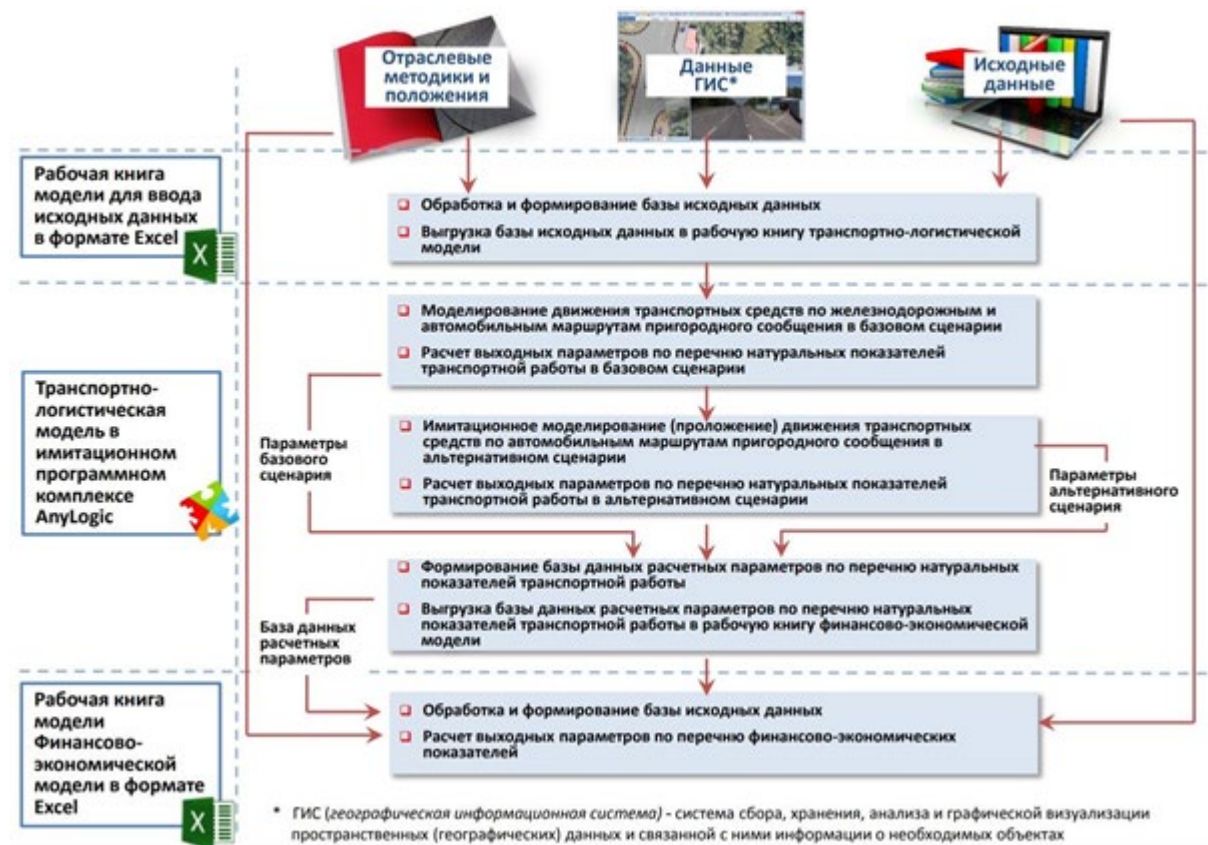 Отраслевые
методики и
положения
Данные
ГИС*
Исходные
данные
Рабочая книга
модели для ввода
исходных данных
в формате Excel
X
Обработка и формирование базы исходных данных
Выгрузка базы исходных данных в рабочую книгу транспортно-логистической
модели
Транспортно-
логистическая
модель в
имитационном
программном
комплексе
AnyLogic
Моделирование движения транспортных средств по железнодорожным и
автомобильным маршрутам пригородного сообщения в базовом сценарии
Расчет выходных параметров по перечню натуральных показателей
транспортной работы в базовом сценарии
Параметры
базового
сценария
Имитационное моделирование (проложение) движения транспортных
средств по автомобильным маршрутам пригородного сообщения в
альтернативном сценарии
Расчет выходных параметров по перечню натуральных показателей
транспортной работы в альтернативном сценарии
Параметры
альтернативного
сценария
Формирование базы данных расчетных параметров по перечню натуральных
показателей транспортной работы
Выгрузка базы данных расчетных параметров по перечню натуральных
показателей транспортной работы в рабочую книгу финансово-экономической
модели
База данных
расчетных
параметров
Рабочая книга
модели
Финансово-
экономической
модели в формате
Excel
X
Обработка и формирование базы исходных данных
Расчет выходных параметров по перечню финансово-экономических
показателей
* ГИС (географическая информационная система) - система сбора, хранения, анализа и графической визуализации
пространственных (географических) данных и связанной с ними информации о необходимых объектах